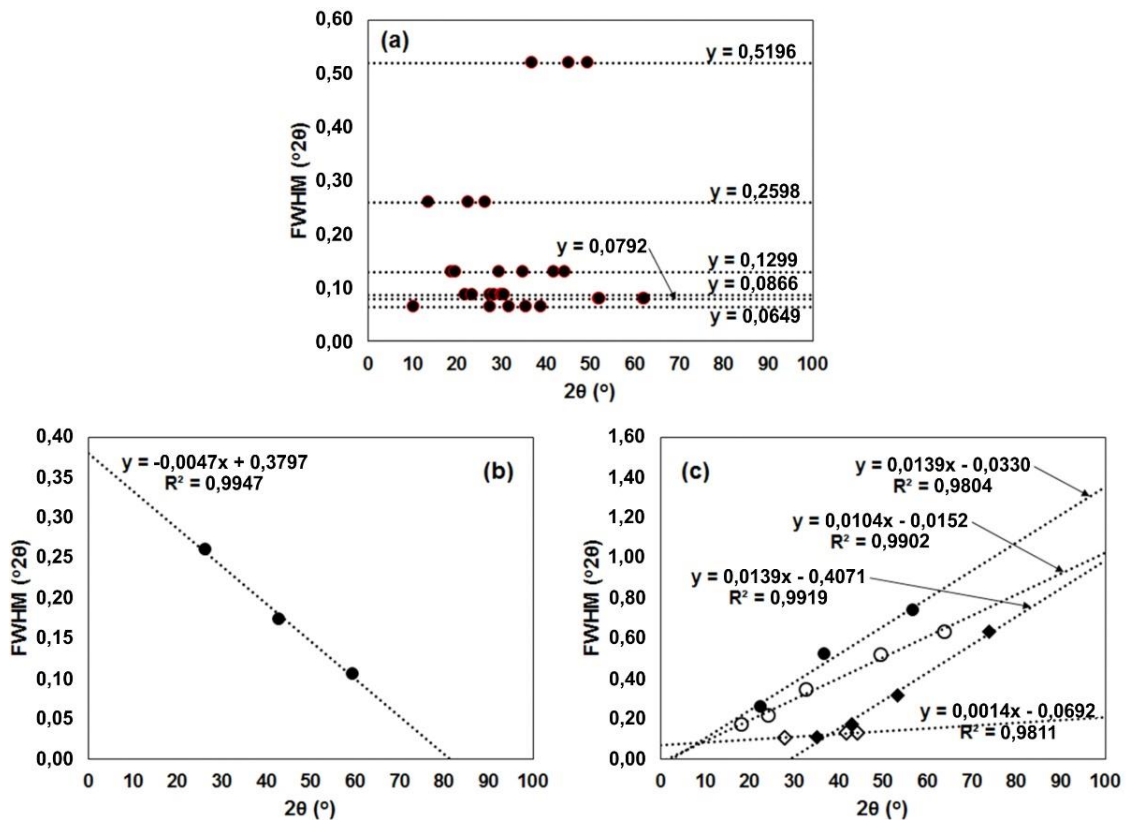 (a)
0,60
0,50
0,40
0,30
0,20
0,10
0,00
FWHM (°2θ)
y = 0,5196
y = 0,2598
y = 0,0792
y = 0,1299
y = 0,0866
y = 0,0649
0 10 20 30 40 50 60 70 80 90 100
2θ (°)
(b)
0,40
0,35
0,30
0,25
0,20
0,15
0,10
0,05
0,00
FWHM (°2θ)
y = -0,0047x + 0,3797
R² = 0,9947
0 10 20 30 40 50 60 70 80 90 100
2θ (°)
(c)
1,60
1,40
1,20
1,00
0,80
0,60
0,40
0,20
0,00
FWHM (°2θ)
y = 0,0139x - 0,0330
R² = 0,9804
y = 0,0104x - 0,0152
R² = 0,9902
y = 0,0139x - 0,4071
R² = 0,9919
y = 0,0014x - 0,0692
R² = 0,9811
0 10 20 30 40 50 60 70 80 90 100
2θ (°)